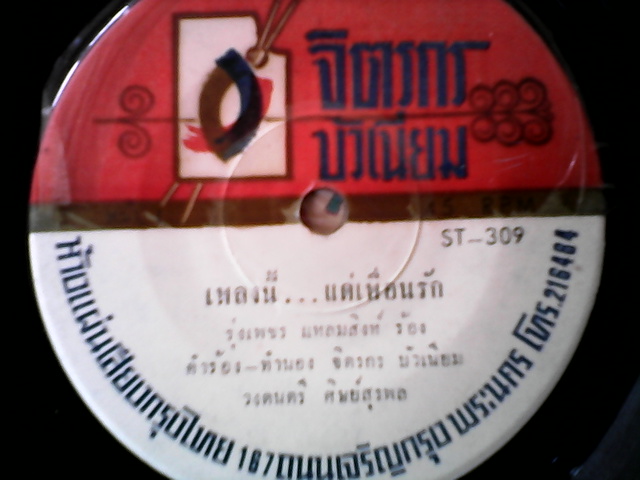 จิตรกร
บัวเนียม
45 RPM
ST-309
เพลงนี้...แด่เพื่อนรัก
รุ่งเพชร แหลมสิงห์ ร้อง
คำร้อง-ทำนอง จิตรกร บัวเนียม
วงดนตรี ศิษย์สุรพล
ห้างแผ่นเสียงกรุงไทย 167 ถนนเจริญกรุง พระนคร โทร.216484